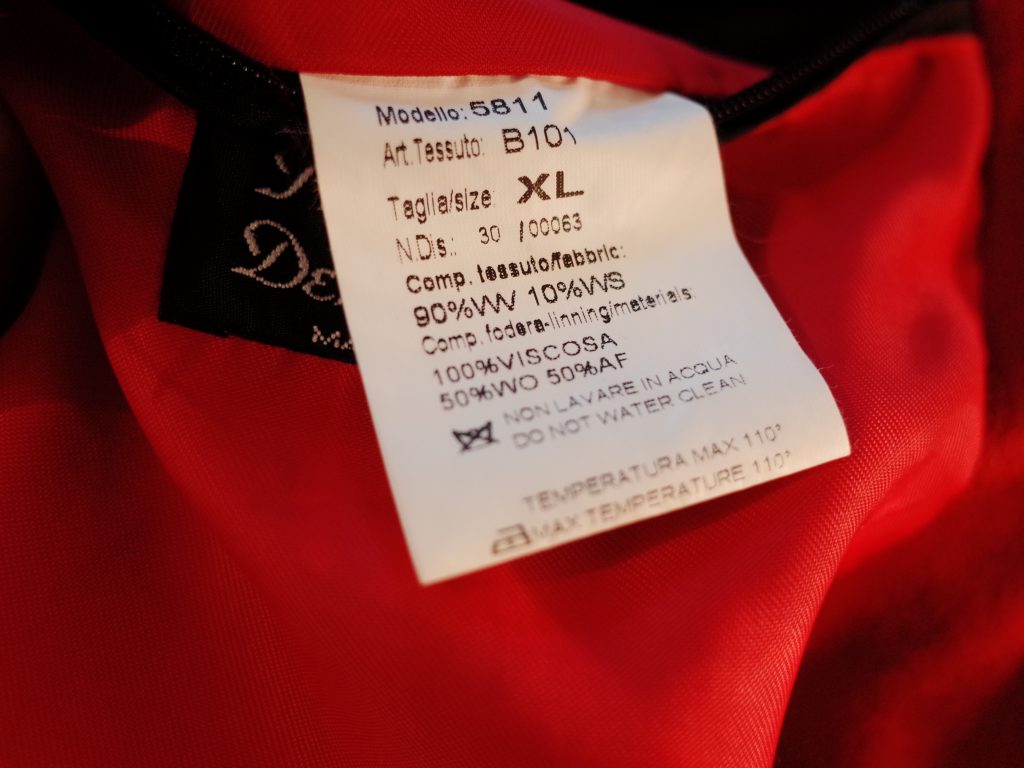 Modello: 5811
Art.Tessuto: B101
Taglia/size: XL
N.Dis.: 30 /00063
Comp. tessuto/fabbric:
90%VW 10%WS
Comp. fodera-linning/materials:
100%VISCOSA
50%WO 50%AF
NON LAVARE IN ACQUA
DO NOT WATER CLEAN
TEMPERATURA MAX 110°
MAX TEMPERATURE 110°